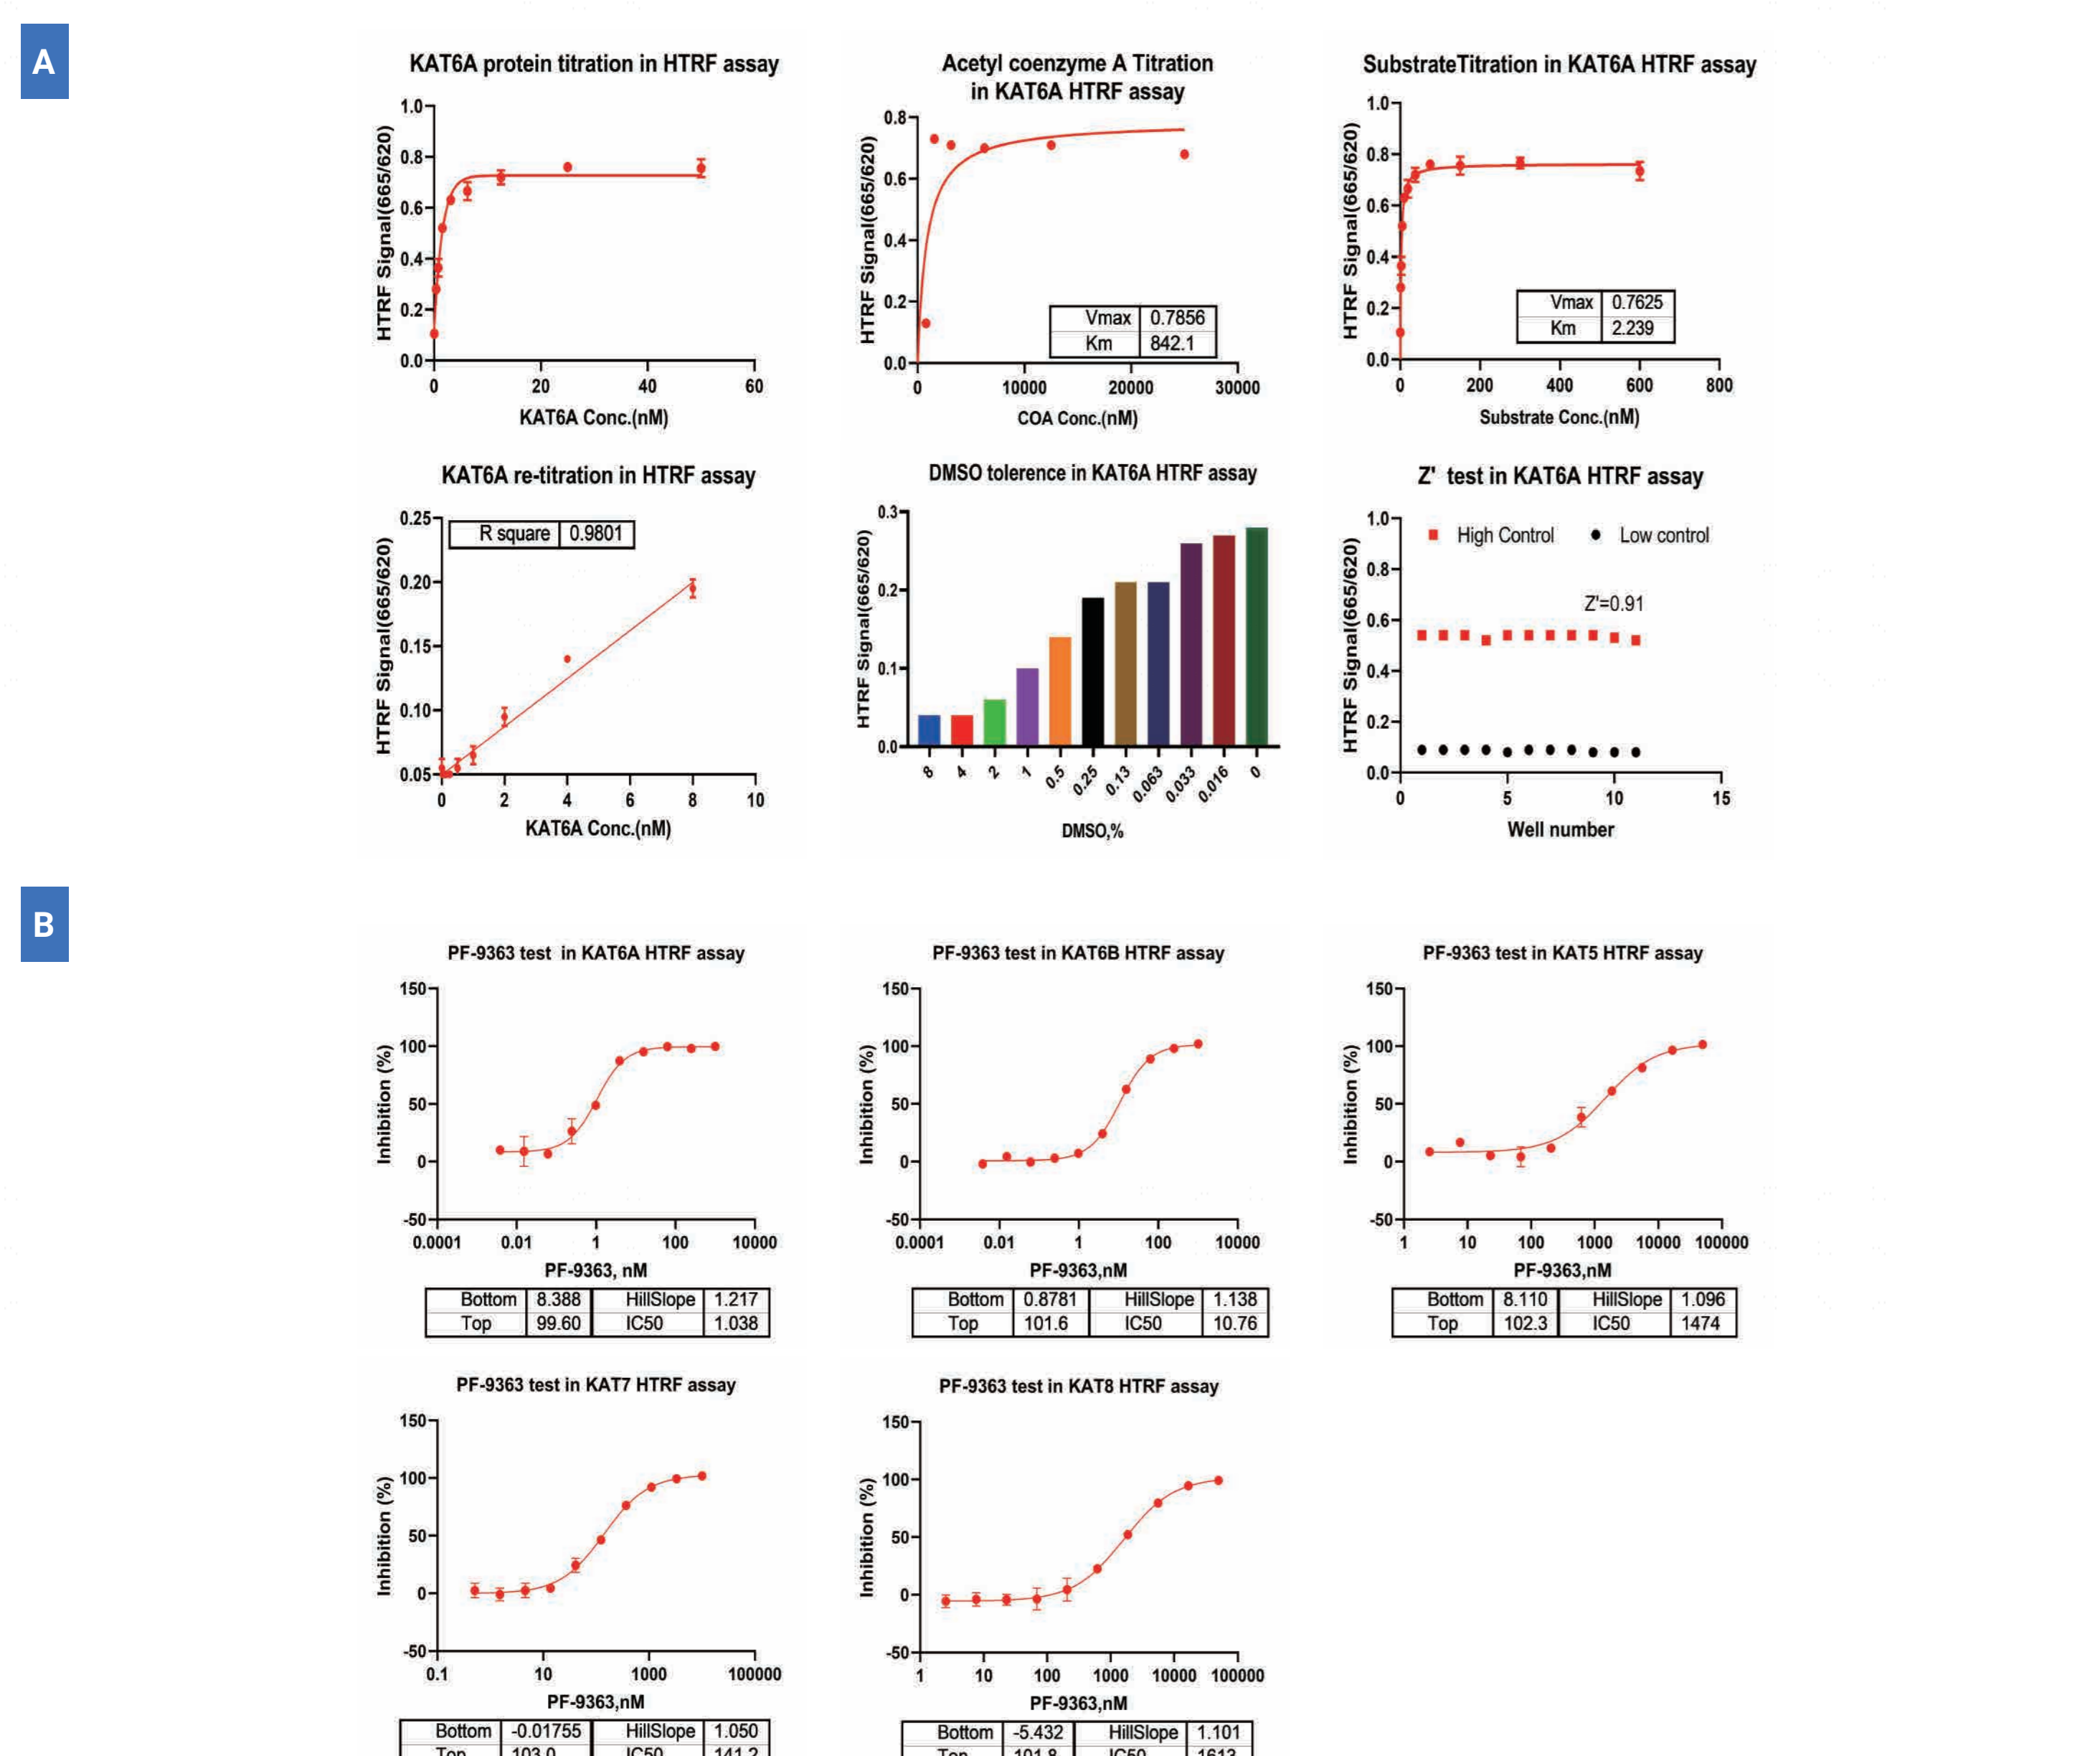 A
KAT6A protein titration in HTRF assay
HTRF Signal(665/620)
1.0
0.8
0.6
0.4
0.2
0.0
0 20 40 60
KAT6A Conc.(nM)
Acetyl coenzyme A Titration
in KAT6A HTRF assay
HTRF Signal(665/620)
0.8
0.6
0.4
0.2
0.0
Vmax 0.7856
Km 842.1
0 10000 20000 30000
COA Conc.(nM)
SubstrateTitration in KAT6A HTRF assay
HTRF Signal(665/620)
1.0
0.8
0.6
0.4
0.2
0.0
Vmax 0.7625
Km 2.239
0 200 400 600 800
Substrate Conc.(nM)
KAT6A re-titration in HTRF assay
HTRF Signal(665/620)
R square 0.9801
0.25
0.20
0.15
0.10
0.05
0 2 4 6 8 10
KAT6A Conc.(nM)
DMSO tolerence in KAT6A HTRF assay
HTRF Signal(665/620)
0.3
0.2
0.1
0.0
8 4 2 1 0.5 0.25 0.13 0.063 0.033 0.016 0
DMSO,%
Z' test in KAT6A HTRF assay
HTRF Signal(665/620)
1.0
0.8
0.6
0.4
0.2
0.0
High Control Low control
Z'=0.91
0 5 10 15
Well number
B
PF-9363 test in KAT6A HTRF assay
Inhibition (%)
150
100
50
0
-50
0.0001 0.01 1 100 10000
PF-9363, nM
Bottom 8.388 HillSlope 1.217
Top 99.60 IC50 1.038
PF-9363 test in KAT6B HTRF assay
Inhibition (%)
150
100
50
0
-50
0.0001 0.01 1 100 10000
PF-9363,nM
Bottom 0.8781 HillSlope 1.138
Top 101.6 IC50 10.76
PF-9363 test in KAT5 HTRF assay
Inhibition (%)
150
100
50
0
-50
1 10 100 1000 10000 100000
PF-9363,nM
Bottom 8.110 HillSlope 1.096
Top 102.3 IC50 1474
PF-9363 test in KAT7 HTRF assay
Inhibition (%)
150
100
50
0
-50
0.1 10 1000 100000
PF-9363,nM
Bottom -0.01755 HillSlope 1.050
Top 103.0 IC50 141.2
PF-9363 test in KAT8 HTRF assay
Inhibition (%)
150
100
50
0
-50
1 10 100 1000 10000 100000
PF-9363,nM
Bottom -5.432 HillSlope 1.101
Top 101.8 IC50 1613